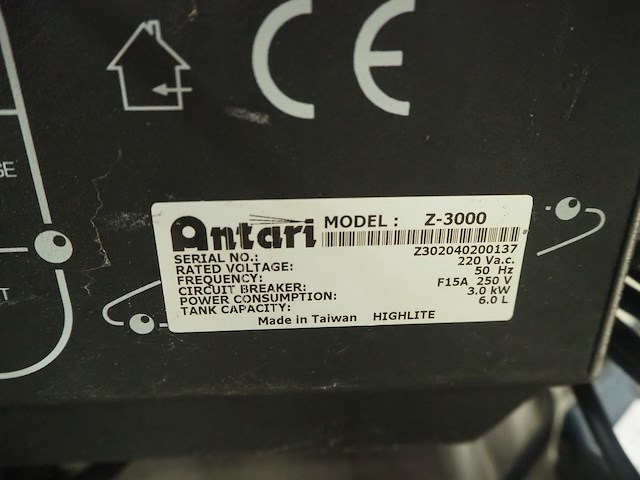 CE
GE
T
Antari MODEL : Z-3000
SERIAL NO.: Z302040200137
RATED VOLTAGE: 220 Va.c.
FREQUENCY: 50 Hz
CIRCUIT BREAKER: F15A 250 V
POWER CONSUMPTION: 3.0 kW
TANK CAPACITY: 6.0 L
Made in Taiwan HIGHLITE